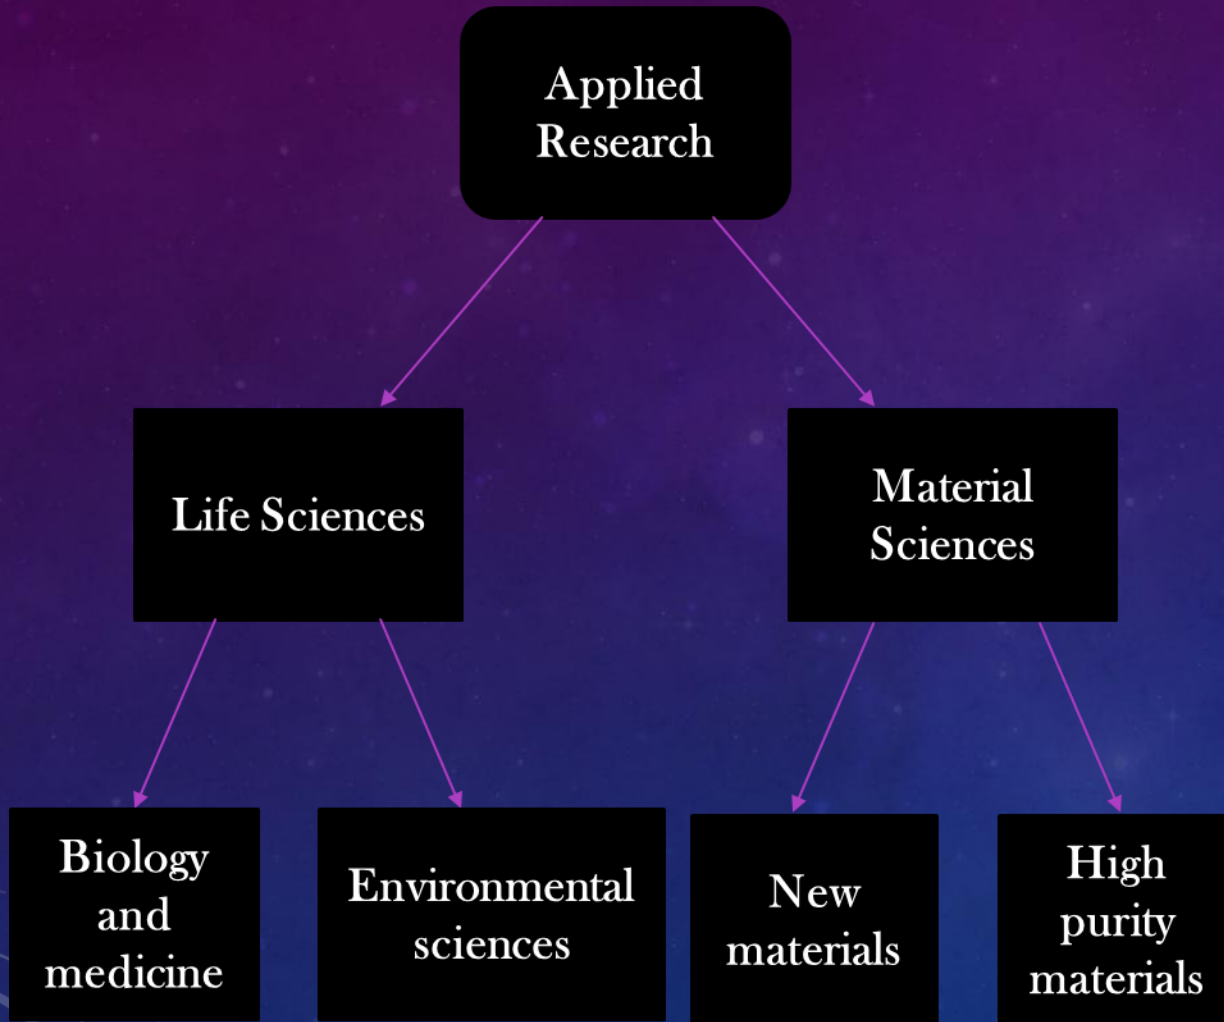 Applied
Research
Life Sciences
Material
Sciences
Biology
and
medicine
Environmental
sciences
New
materials
High
purity
materials